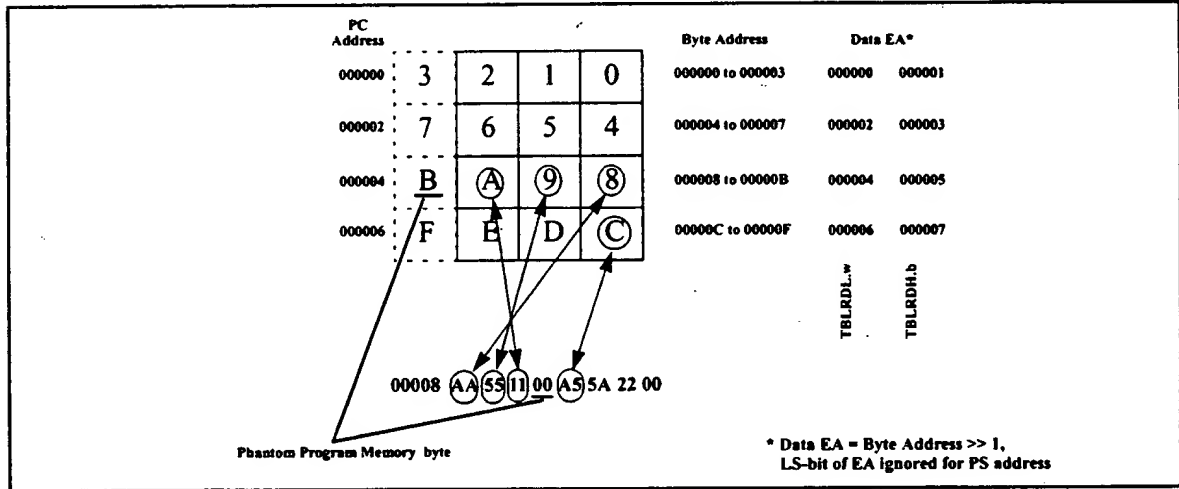 PC
Address
Byte Address
Data EA*
000000 3 2 1 0 000000 to 000003 000000 000001
000002 7 6 5 4 000004 to 000007 000002 000003
000004 B A 9 8 000008 to 00000B 000004 000005
000006 F E D C 00000C to 00000F 000006 000007
TBLRDL.w
TBLRDH.b
00008 AA 55 11 00 A5 5A 22 00
Phantom Program Memory byte
* Data EA = Byte Address >> 1,
LS-bit of EA ignored for PS address